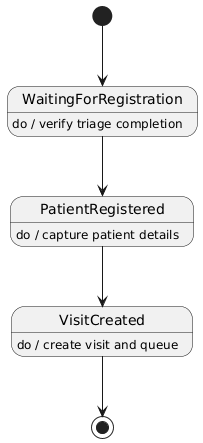 WaitingForRegistration
do / verify triage completion
PatientRegistered
do / capture patient details
VisitCreated
do / create visit and queue